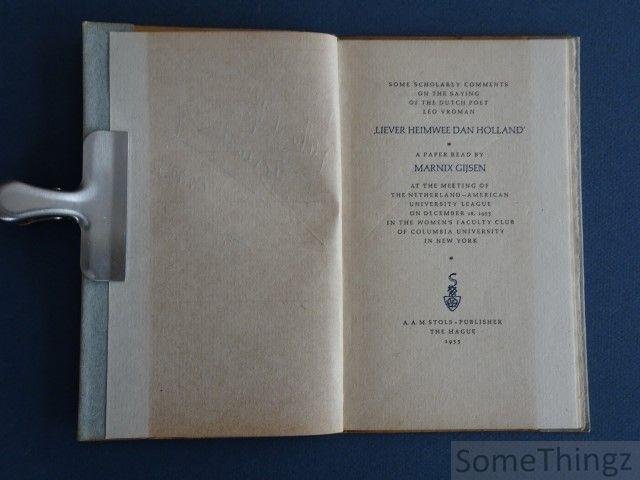 SOME SCHOLARLY COMMENTS
ON THE SAYING
OF THE DUTCH POET
LEO VROMAN
‚LIEVER HEIMWEE DAN HOLLAND’
*
A PAPER READ BY
MARNIX GIJSEN
AT THE MEETING OF
THE NETHERLAND–AMERICAN
UNIVERSITY LEAGUE
ON DECEMBER 18, 1953
IN THE WOMEN'S FACULTY CLUB
OF COLUMBIA UNIVERSITY
IN NEW YORK
*
A. A. M. STOLS · PUBLISHER
THE HAGUE
1955
SomeThingz